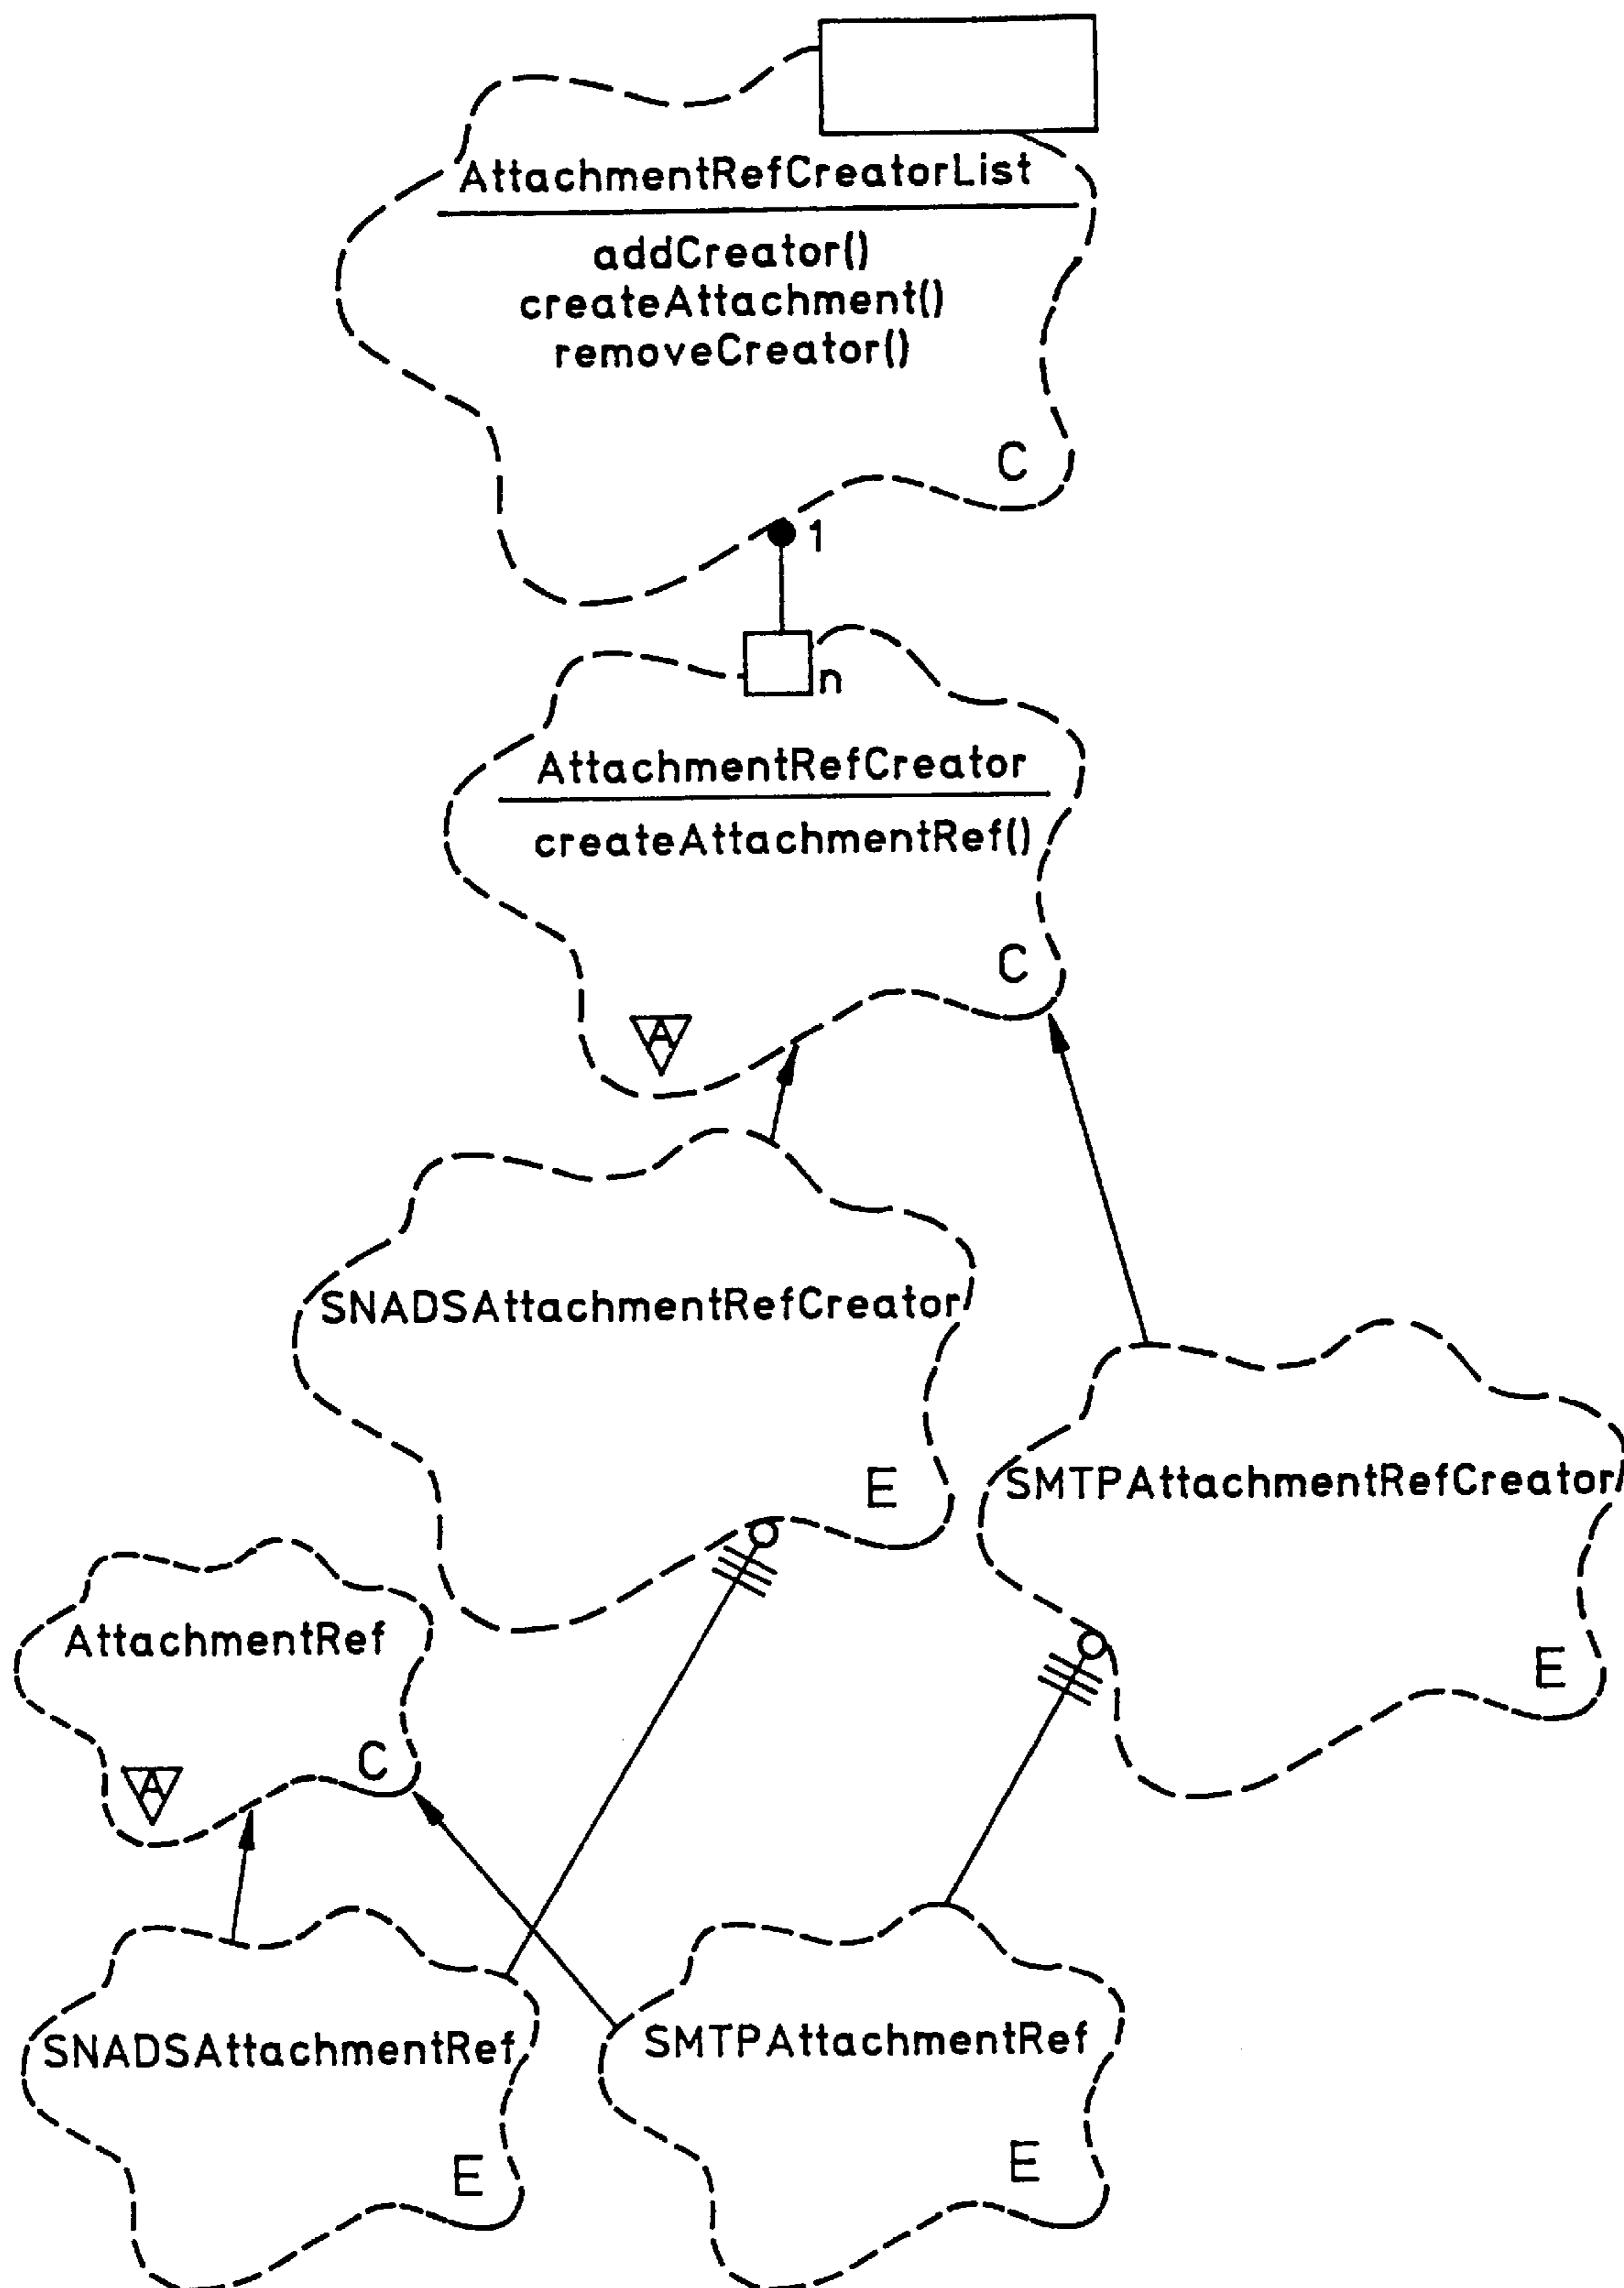 AttachmentRefCreatorList
addCreator()
createAttachment()
removeCreator()
C
1
n
AttachmentRefCreator
createAttachmentRef()
C
A
SNADSAttachmentRefCreator
E
SMTPAttachmentRefCreator
E
AttachmentRef
C
A
SNADSAttachmentRef
E
SMTPAttachmentRef
E